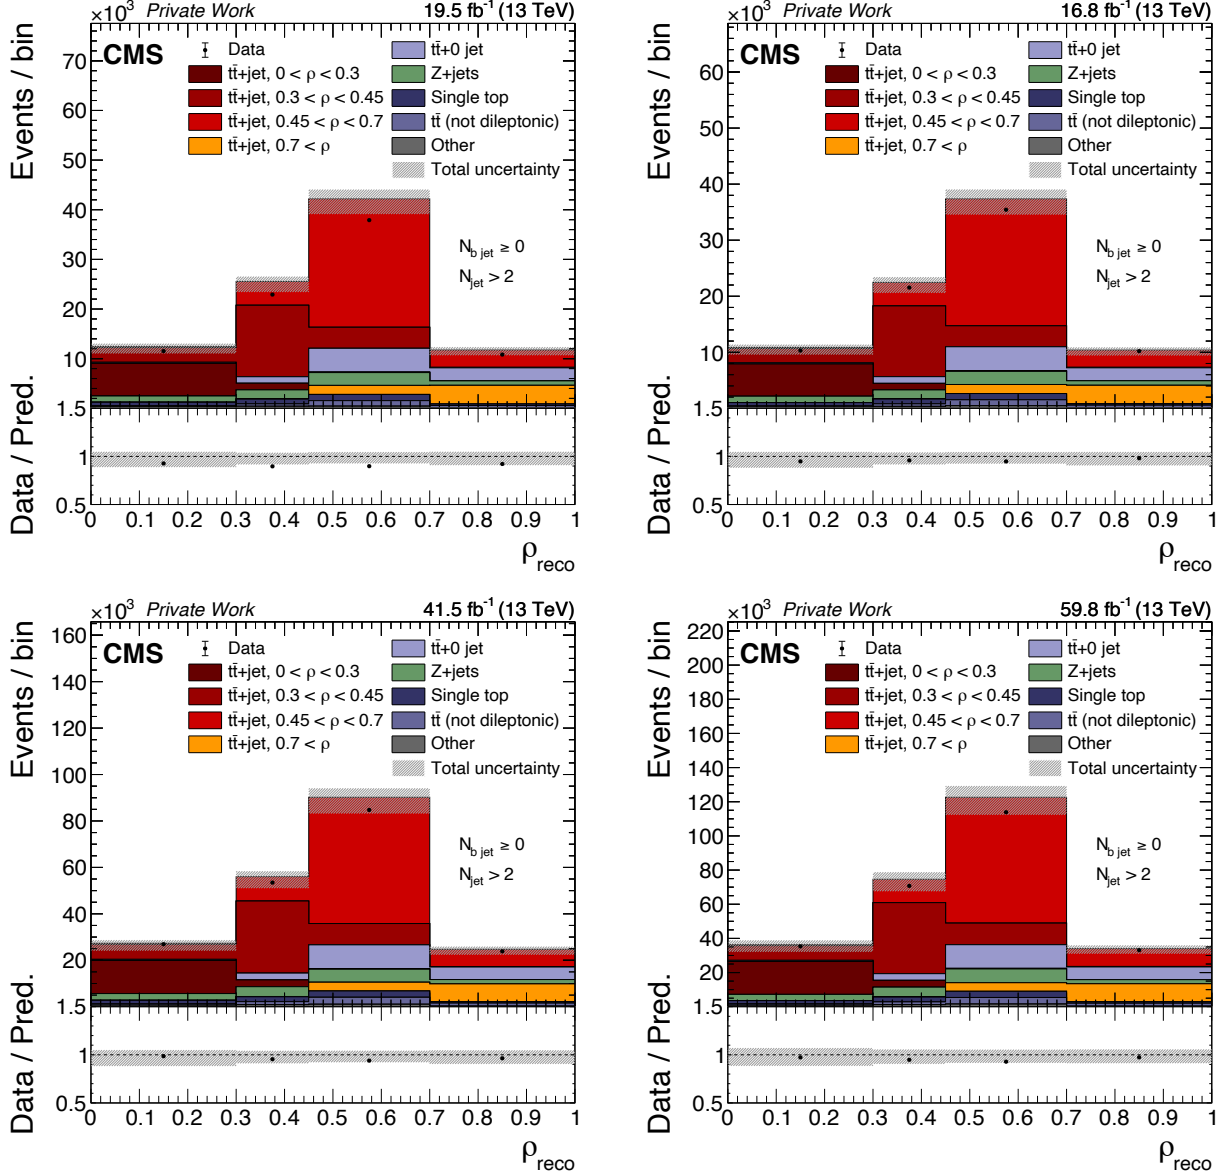 ×10³ Private Work 19.5 fb⁻¹ (13 TeV)
CMS
Data
tt̄+jet, 0 < ρ < 0.3
tt̄+jet, 0.3 < ρ < 0.45
tt̄+jet, 0.45 < ρ < 0.7
tt̄+jet, 0.7 < ρ
tt̄+0 jet
Z+jets
Single top
tt̄ (not dileptonic)
Other
Total uncertainty
N_b jet ≥ 0
N_jet > 2
Events / bin
70
60
50
40
30
20
10
Data / Pred.
1.5
1
0.5
0 0.1 0.2 0.3 0.4 0.5 0.6 0.7 0.8 0.9 1
ρ_reco
×10³ Private Work 16.8 fb⁻¹ (13 TeV)
CMS
Data
tt̄+jet, 0 < ρ < 0.3
tt̄+jet, 0.3 < ρ < 0.45
tt̄+jet, 0.45 < ρ < 0.7
tt̄+jet, 0.7 < ρ
tt̄+0 jet
Z+jets
Single top
tt̄ (not dileptonic)
Other
Total uncertainty
N_b jet ≥ 0
N_jet > 2
Events / bin
60
50
40
30
20
10
Data / Pred.
1.5
1
0.5
0 0.1 0.2 0.3 0.4 0.5 0.6 0.7 0.8 0.9 1
ρ_reco
×10³ Private Work 41.5 fb⁻¹ (13 TeV)
CMS
Data
tt̄+jet, 0 < ρ < 0.3
tt̄+jet, 0.3 < ρ < 0.45
tt̄+jet, 0.45 < ρ < 0.7
tt̄+jet, 0.7 < ρ
tt̄+0 jet
Z+jets
Single top
tt̄ (not dileptonic)
Other
Total uncertainty
N_b jet ≥ 0
N_jet > 2
Events / bin
160
140
120
100
80
60
40
20
Data / Pred.
1.5
1
0.5
0 0.1 0.2 0.3 0.4 0.5 0.6 0.7 0.8 0.9 1
ρ_reco
×10³ Private Work 59.8 fb⁻¹ (13 TeV)
CMS
Data
tt̄+jet, 0 < ρ < 0.3
tt̄+jet, 0.3 < ρ < 0.45
tt̄+jet, 0.45 < ρ < 0.7
tt̄+jet, 0.7 < ρ
tt̄+0 jet
Z+jets
Single top
tt̄ (not dileptonic)
Other
Total uncertainty
N_b jet ≥ 0
N_jet > 2
Events / bin
220
200
180
160
140
120
100
80
60
40
20
Data / Pred.
1.5
1
0.5
0 0.1 0.2 0.3 0.4 0.5 0.6 0.7 0.8 0.9 1
ρ_reco